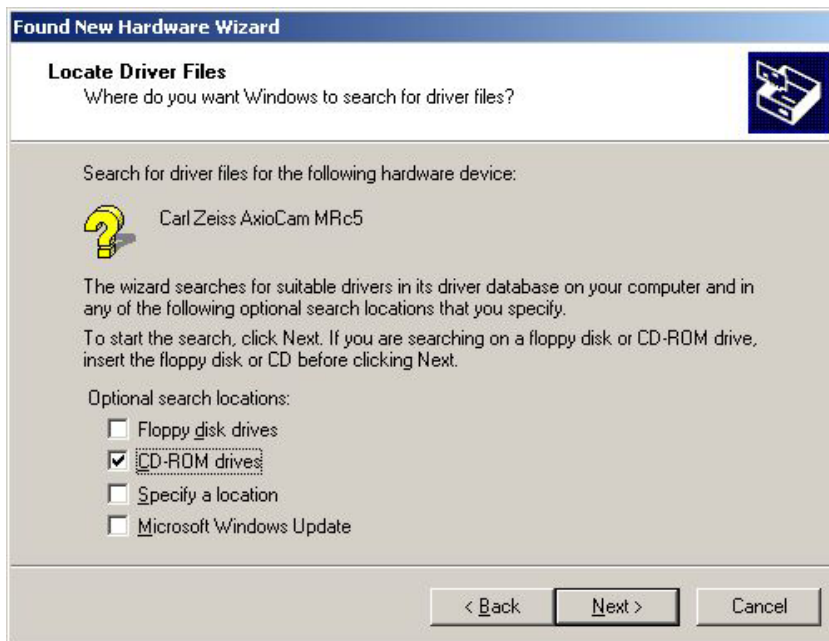 Found New Hardware Wizard
Locate Driver Files
Where do you want Windows to search for driver files?
Search for driver files for the following hardware device:
Carl Zeiss AxioCam MRc5
The wizard searches for suitable drivers in its driver database on your computer and in
any of the following optional search locations that you specify.
To start the search, click Next. If you are searching on a floppy disk or CD-ROM drive,
insert the floppy disk or CD before clicking Next.
Optional search locations:
Floppy disk drives
CD-ROM drives
Specify a location
Microsoft Windows Update
< Back Next > Cancel